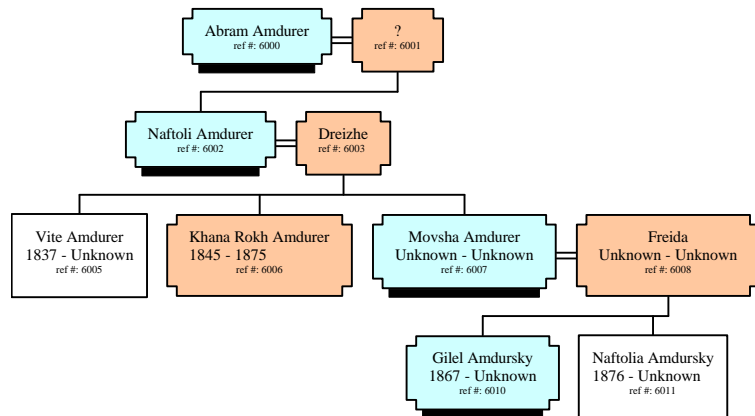 Abram Amdurer
ref #: 6000
?
ref #: 6001
Naftoli Amdurer
ref #: 6002
Dreizhe
ref #: 6003
Vite Amdurer
1837 - Unknown
ref #: 6005
Khana Rokh Amdurer
1845 - 1875
ref #: 6006
Movsha Amdurer
Unknown - Unknown
ref #: 6007
Freida
Unknown - Unknown
ref #: 6008
Gilel Amdursky
1867 - Unknown
ref #: 6010
Naftolia Amdursky
1876 - Unknown
ref #: 6011